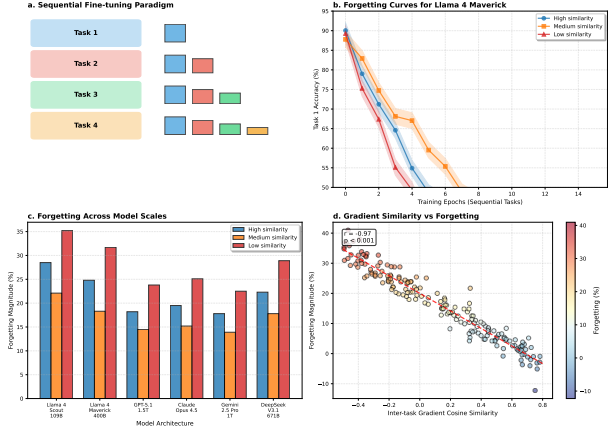 a. Sequential Fine-tuning Paradigm
Task 1
Task 2
Task 3
Task 4
b. Forgetting Curves for Llama 4 Maverick
High similarity
Medium similarity
Low similarity
Task 1 Accuracy (%)
95
90
85
80
75
70
65
60
55
50
0
2
4
6
8
10
12
14
Training Epochs (Sequential Tasks)
c. Forgetting Across Model Scales
High similarity
Medium similarity
Low similarity
Forgetting Magnitude (%)
35
30
25
20
15
10
5
0
Llama 4
Scout
109B
Llama 4
Maverick
400B
GPT-5.1
1.5T
Claude
Opus 4.5
Gemini
2.5 Pro
1T
DeepSeek
V3.1
671B
Model Architecture
d. Gradient Similarity vs Forgetting
r = -0.97
p < 0.001
Forgetting Magnitude (%)
40
30
20
10
0
−10
−0.4
−0.2
0.0
0.2
0.4
0.6
0.8
Inter-task Gradient Cosine Similarity
40
30
20
10
0
−10
Forgetting (%)